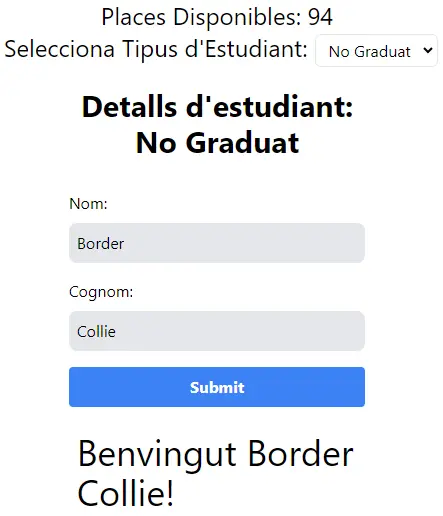 Places Disponibles: 94
Selecciona Tipus d'Estudiant: No Graduat
Detalls d'estudiant:
No Graduat
Nom:
Border
Cognom:
Collie
Submit
Benvingut Border
Collie!